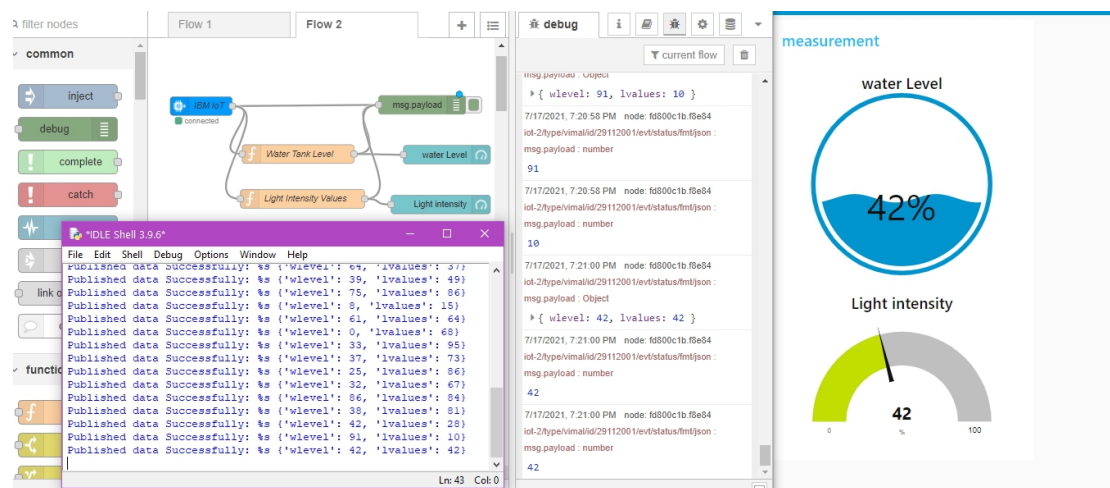 filter nodes
common
inject
debug
complete
catch
link o
functio
Flow 1
Flow 2
IBM IoT
connected
msg.payload
Water Tank Level
water Level
Light Intensity Values
Light intensity
*IDLE Shell 3.9.6*
File Edit Shell Debug Options Window Help
Published data Successfully: %s {'wlevel': 64, 'lvalues': 37}
Published data Successfully: %s {'wlevel': 39, 'lvalues': 49}
Published data Successfully: %s {'wlevel': 75, 'lvalues': 86}
Published data Successfully: %s {'wlevel': 8, 'lvalues': 15}
Published data Successfully: %s {'wlevel': 61, 'lvalues': 64}
Published data Successfully: %s {'wlevel': 0, 'lvalues': 68}
Published data Successfully: %s {'wlevel': 33, 'lvalues': 95}
Published data Successfully: %s {'wlevel': 37, 'lvalues': 73}
Published data Successfully: %s {'wlevel': 25, 'lvalues': 86}
Published data Successfully: %s {'wlevel': 32, 'lvalues': 67}
Published data Successfully: %s {'wlevel': 86, 'lvalues': 84}
Published data Successfully: %s {'wlevel': 38, 'lvalues': 81}
Published data Successfully: %s {'wlevel': 42, 'lvalues': 28}
Published data Successfully: %s {'wlevel': 91, 'lvalues': 10}
Published data Successfully: %s {'wlevel': 42, 'lvalues': 42}
Ln: 43 Col: 0
debug
current flow
msg.payload : Object
{ wlevel: 91, lvalues: 10 }
7/17/2021, 7:20:58 PM node: fd800c1b.f8e84
iot-2/type/vimal/id/29112001/evt/status/fmt/json :
msg.payload : number
91
7/17/2021, 7:20:58 PM node: fd800c1b.f8e84
iot-2/type/vimal/id/29112001/evt/status/fmt/json :
msg.payload : number
10
7/17/2021, 7:21:00 PM node: fd800c1b.f8e84
iot-2/type/vimal/id/29112001/evt/status/fmt/json :
msg.payload : Object
{ wlevel: 42, lvalues: 42 }
7/17/2021, 7:21:00 PM node: fd800c1b.f8e84
iot-2/type/vimal/id/29112001/evt/status/fmt/json :
msg.payload : number
42
7/17/2021, 7:21:00 PM node: fd800c1b.f8e84
iot-2/type/vimal/id/29112001/evt/status/fmt/json :
msg.payload : number
42
measurement
water Level
42%
Light intensity
42
0 % 100